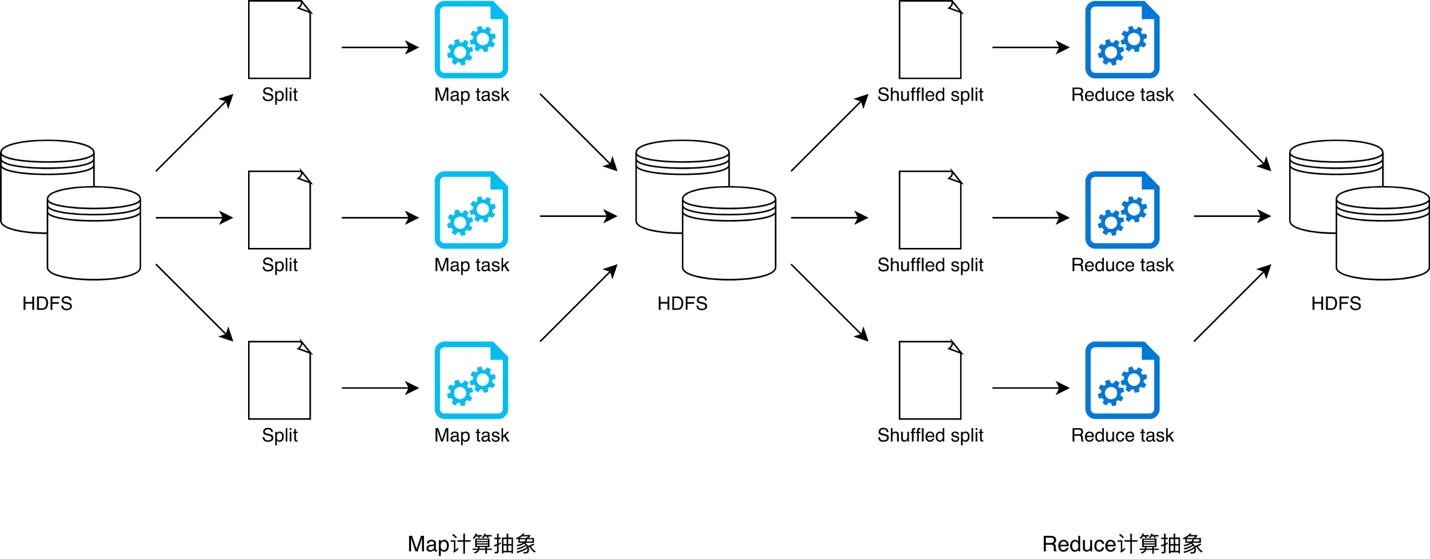 Split
Map task
Shuffled split
Reduce task
Split
Map task
Shuffled split
Reduce task
HDFS
HDFS
HDFS
Split
Map task
Shuffled split
Reduce task
Map计算抽象
Reduce计算抽象